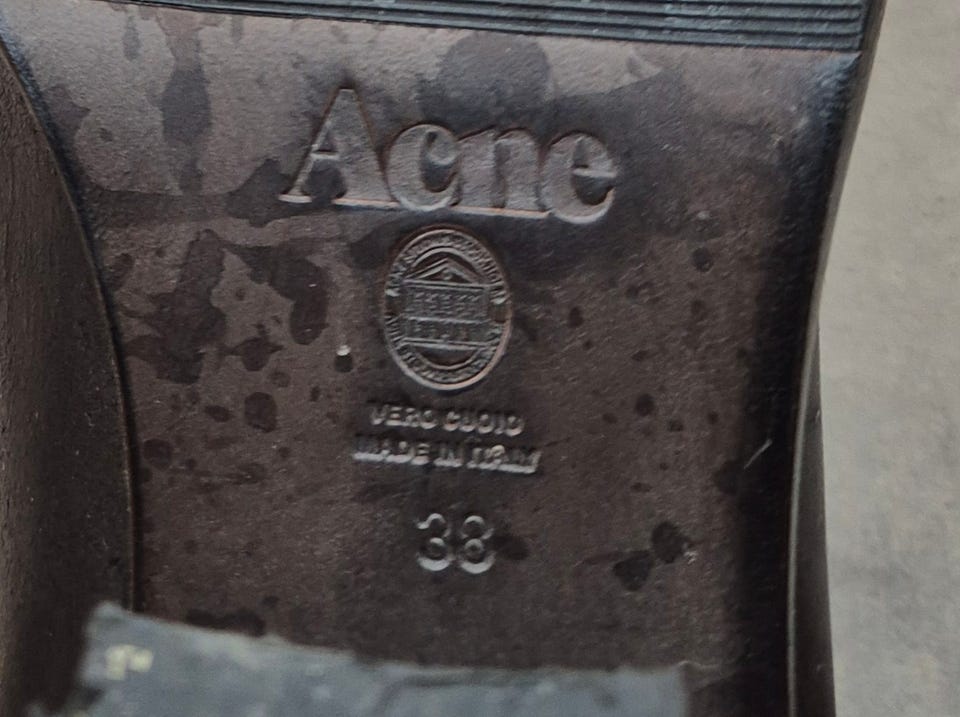 Acne
VERO CUOIO
MADE IN ITALY
38